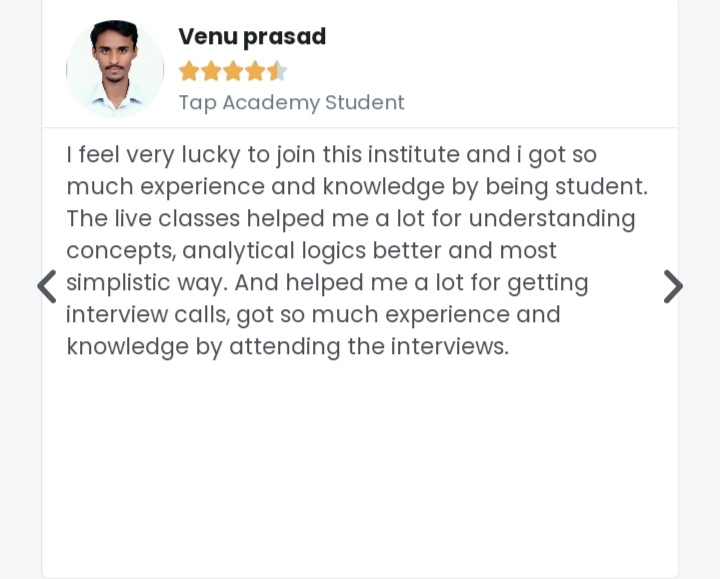 Venu prasad
Tap Academy Student
I feel very lucky to join this institute and i got so
much experience and knowledge by being student.
The live classes helped me a lot for understanding
concepts, analytical logics better and most
simplistic way. And helped me a lot for getting
interview calls, got so much experience and
knowledge by attending the interviews.